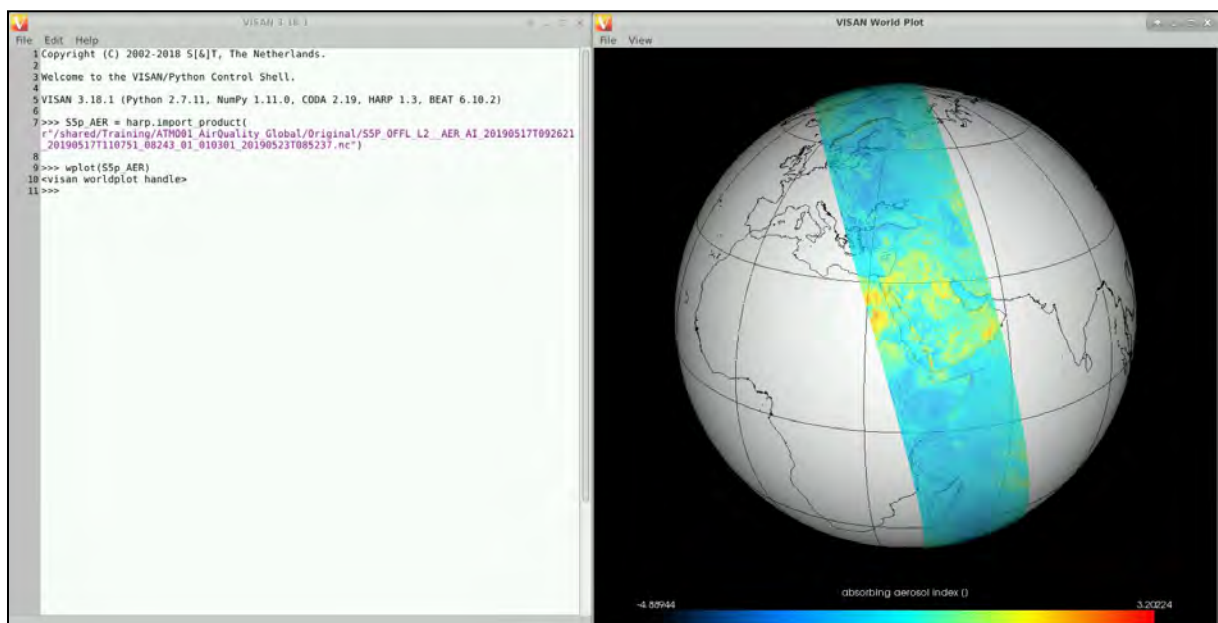 VISAN 3.18.1
File Edit Help
1 Copyright (C) 2002-2018 S[&]T, The Netherlands.
2
3 Welcome to the VISAN/Python Control Shell.
4
5 VISAN 3.18.1 (Python 2.7.11, NumPy 1.11.0, CODA 2.19, HARP 1.3, BEAT 6.10.2)
6
7 >>> S5p_AER = harp.import_product(
r"/shared/Training/ATMO01_AirQuality_Global/Original/S5P_OFFL_L2__AER_AI_20190517T092621
_20190517T110751_08243_01_010301_20190523T085237.nc")
8
9 >>> wplot(S5p_AER)
10 <visan worldplot handle>
11 >>>
VISAN World Plot
File View
absorbing aerosol index ()
-4.88944 3.20224